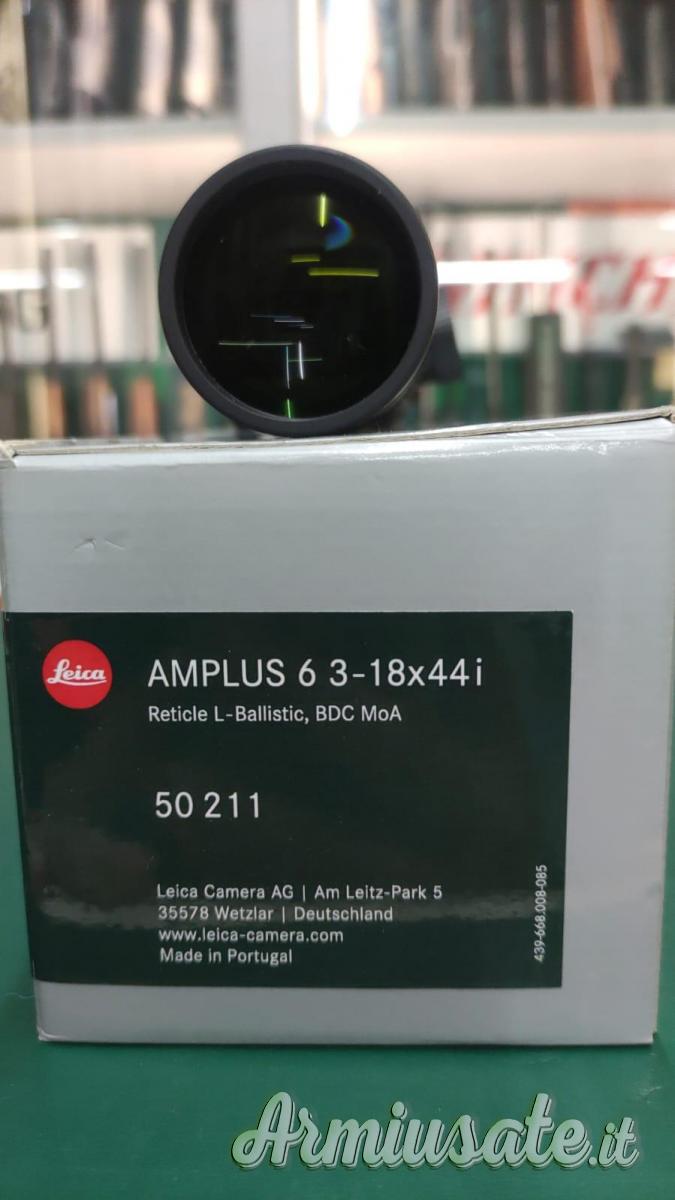 Leica
AMPLUS 6 3-18x44i
Reticle L-Ballistic, BDC MoA
50 211
Leica Camera AG | Am Leitz-Park 5
35578 Wetzlar | Deutschland
www.leica-camera.com
Made in Portugal
439-668.008-085
Armiusate.it